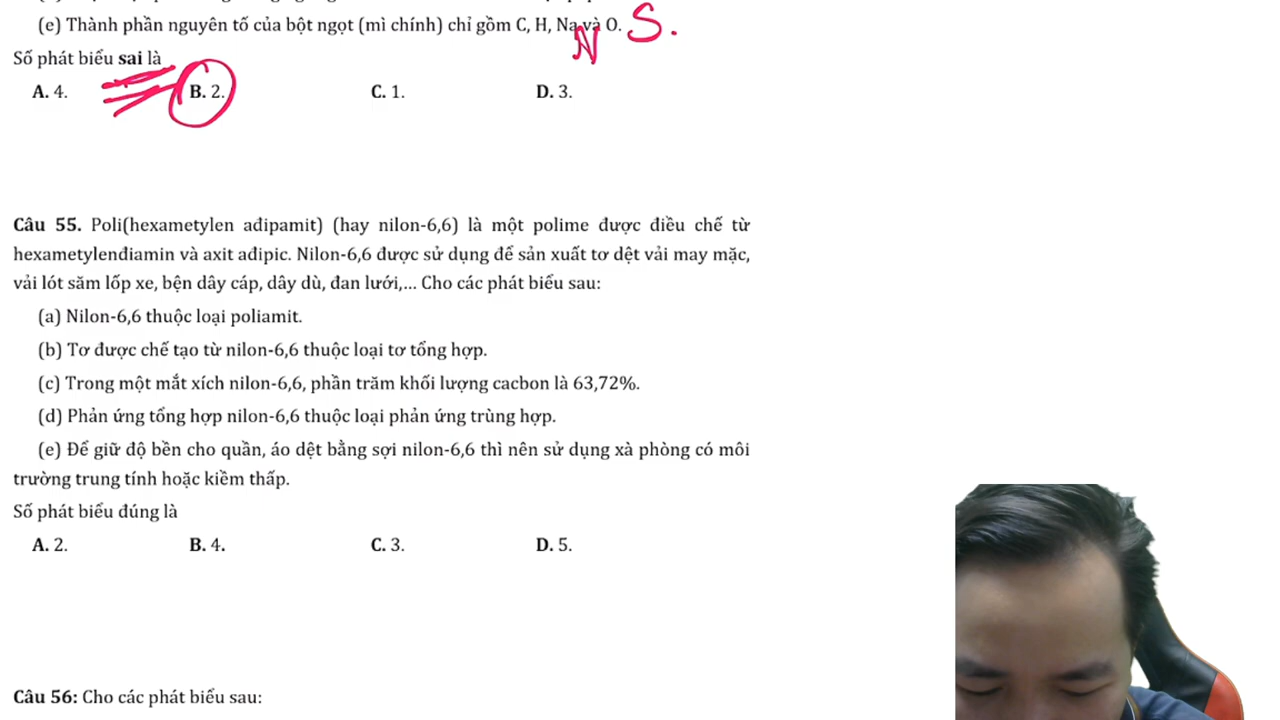 (e) Thành phần nguyên tố của bột ngọt (mì chính) chỉ gồm C, H, Na và O. S.
N
Số phát biểu sai là
A. 4. B. 2. C. 1. D. 3.
Câu 55. Poli(hexametylen ađipamit) (hay nilon-6,6) là một polime được điều chế từ
hexametylenđiamin và axit ađipic. Nilon-6,6 được sử dụng để sản xuất tơ dệt vải may mặc,
vải lót săm lốp xe, bện dây cáp, dây dù, đan lưới,... Cho các phát biểu sau:
(a) Nilon-6,6 thuộc loại poliamit.
(b) Tơ được chế tạo từ nilon-6,6 thuộc loại tơ tổng hợp.
(c) Trong một mắt xích nilon-6,6, phần trăm khối lượng cacbon là 63,72%.
(d) Phản ứng tổng hợp nilon-6,6 thuộc loại phản ứng trùng hợp.
(e) Để giữ độ bền cho quần, áo dệt bằng sợi nilon-6,6 thì nên sử dụng xà phòng có môi
trường trung tính hoặc kiềm thấp.
Số phát biểu đúng là
A. 2. B. 4. C. 3. D. 5.
Câu 56: Cho các phát biểu sau: